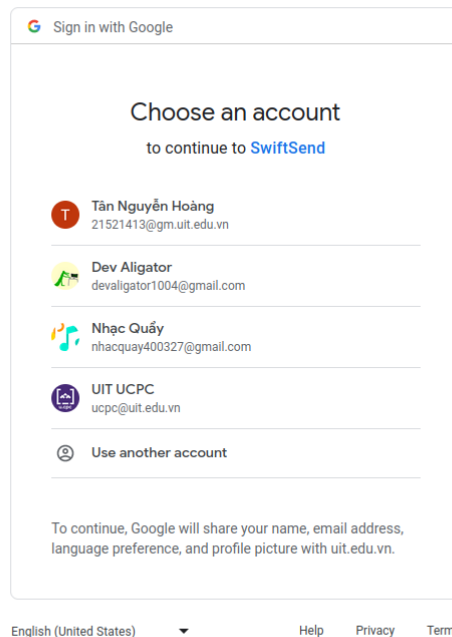 Sign in with Google
Choose an account
to continue to SwiftSend
T
Tân Nguyễn Hoàng
21521413@gm.uit.edu.vn
Dev Aligator
devaligator1004@gmail.com
Nhạc Quẩy
nhacquay400327@gmail.com
UIT UCPC
ucpc@uit.edu.vn
Use another account
To continue, Google will share your name, email address,
language preference, and profile picture with uit.edu.vn.
English (United States) Help Privacy Term